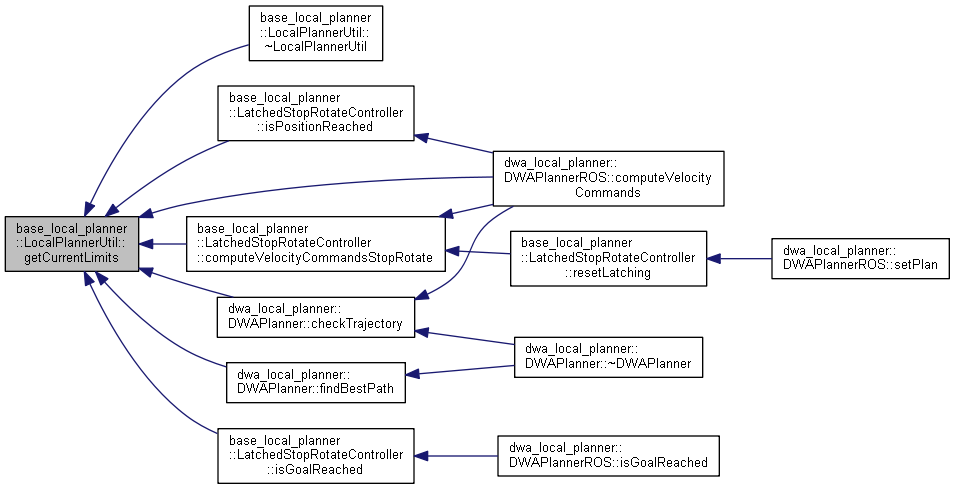 base_local_planner
::LocalPlannerUtil::
getCurrentLimits
base_local_planner
::LocalPlannerUtil::
~LocalPlannerUtil
base_local_planner
::LatchedStopRotateController
::isPositionReached
base_local_planner
::LatchedStopRotateController
::computeVelocityCommandsStopRotate
dwa_local_planner::
DWAPlanner::checkTrajectory
dwa_local_planner::
DWAPlanner::findBestPath
base_local_planner
::LatchedStopRotateController
::isGoalReached
dwa_local_planner::
DWAPlannerROS::computeVelocity
Commands
base_local_planner
::LatchedStopRotateController
::resetLatching
dwa_local_planner::
DWAPlanner::~DWAPlanner
dwa_local_planner::
DWAPlannerROS::isGoalReached
dwa_local_planner::
DWAPlannerROS::setPlan